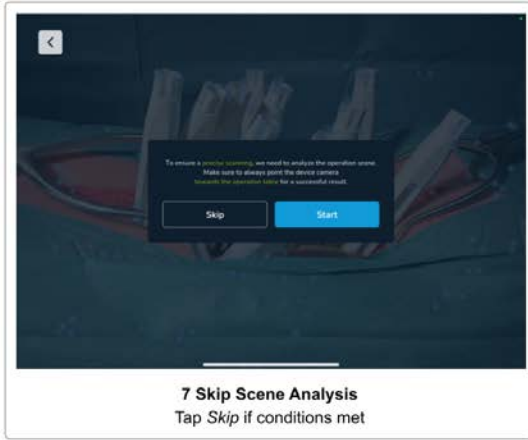 To ensure a precise scanning, we need to analyze the operation scene.
Make sure to always point the device camera
towards the operation table for a successful result.
Skip
Start
7 Skip Scene Analysis
Tap Skip if conditions met